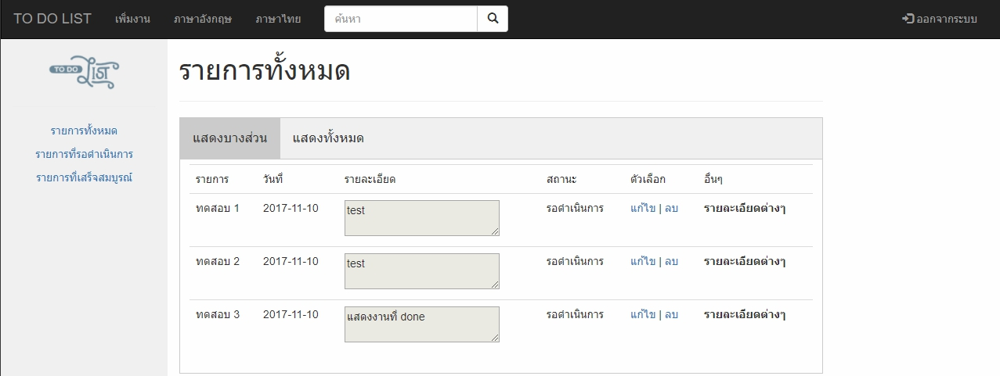 TO DO LIST เพิ่มงาน ภาษาอังกฤษ ภาษาไทย ค้นหา ออกจากระบบ
TO DO LIST
รายการทั้งหมด
รายการที่รอดำเนินการ
รายการที่เสร็จสมบูรณ์
รายการทั้งหมด
แสดงบางส่วน แสดงทั้งหมด
รายการ วันที่ รายละเอียด สถานะ ตัวเลือก อื่นๆ
ทดสอบ 1 2017-11-10 test รอดำเนินการ แก้ไข | ลบ รายละเอียดต่างๆ
ทดสอบ 2 2017-11-10 test รอดำเนินการ แก้ไข | ลบ รายละเอียดต่างๆ
ทดสอบ 3 2017-11-10 แสดงงานที่ done รอดำเนินการ แก้ไข | ลบ รายละเอียดต่างๆ